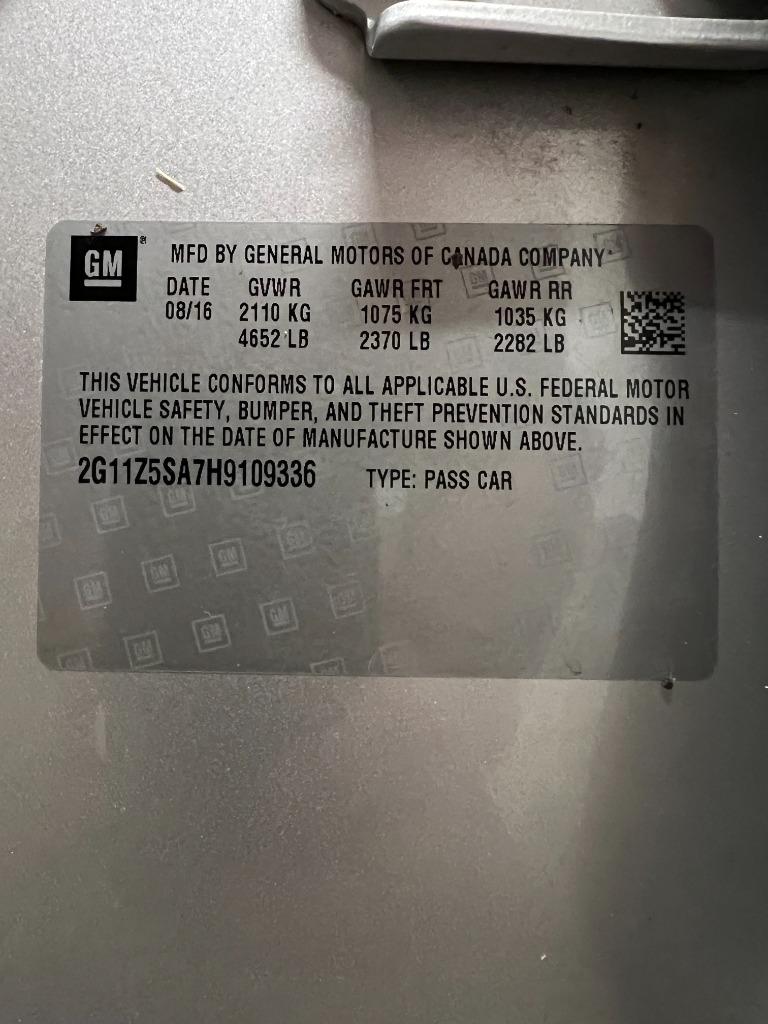 GM ® MFD BY GENERAL MOTORS OF CANADA COMPANY
DATE GVWR GAWR FRT GAWR RR
08/16 2110 KG 1075 KG 1035 KG
4652 LB 2370 LB 2282 LB
THIS VEHICLE CONFORMS TO ALL APPLICABLE U.S. FEDERAL MOTOR
VEHICLE SAFETY, BUMPER, AND THEFT PREVENTION STANDARDS IN
EFFECT ON THE DATE OF MANUFACTURE SHOWN ABOVE.
2G11Z5SA7H9109336 TYPE: PASS CAR